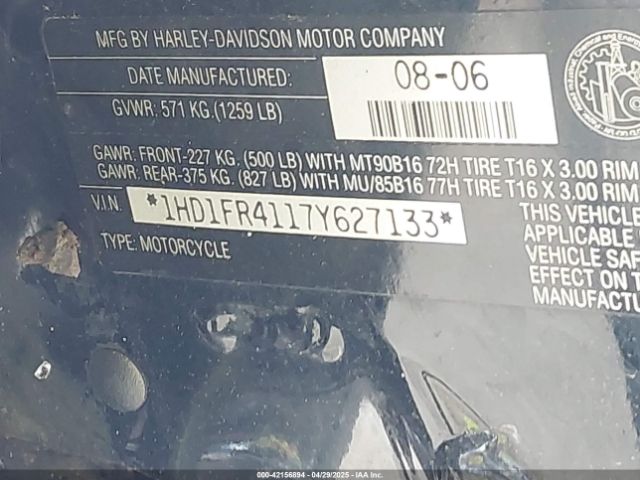 MFG BY HARLEY-DAVIDSON MOTOR COMPANY
DATE MANUFACTURED: 08-06
GVWR: 571 KG.(1259 LB)
GAWR: FRONT-227 KG. (500 LB) WITH MT90B16 72H TIRE T16 X 3.00 RIM
GAWR: REAR-375 KG. (827 LB) WITH MU/85B16 77H TIRE T16 X 3.00 RIM
V.I.N. *1HD1FR4117Y627133*
THIS VEHICLE
TYPE: MOTORCYCLE
APPLICABLE
VEHICLE SAF
EFFECT ON T
MANUFACTUR
000-42156894 - 04/29/2025 - IAA Inc.